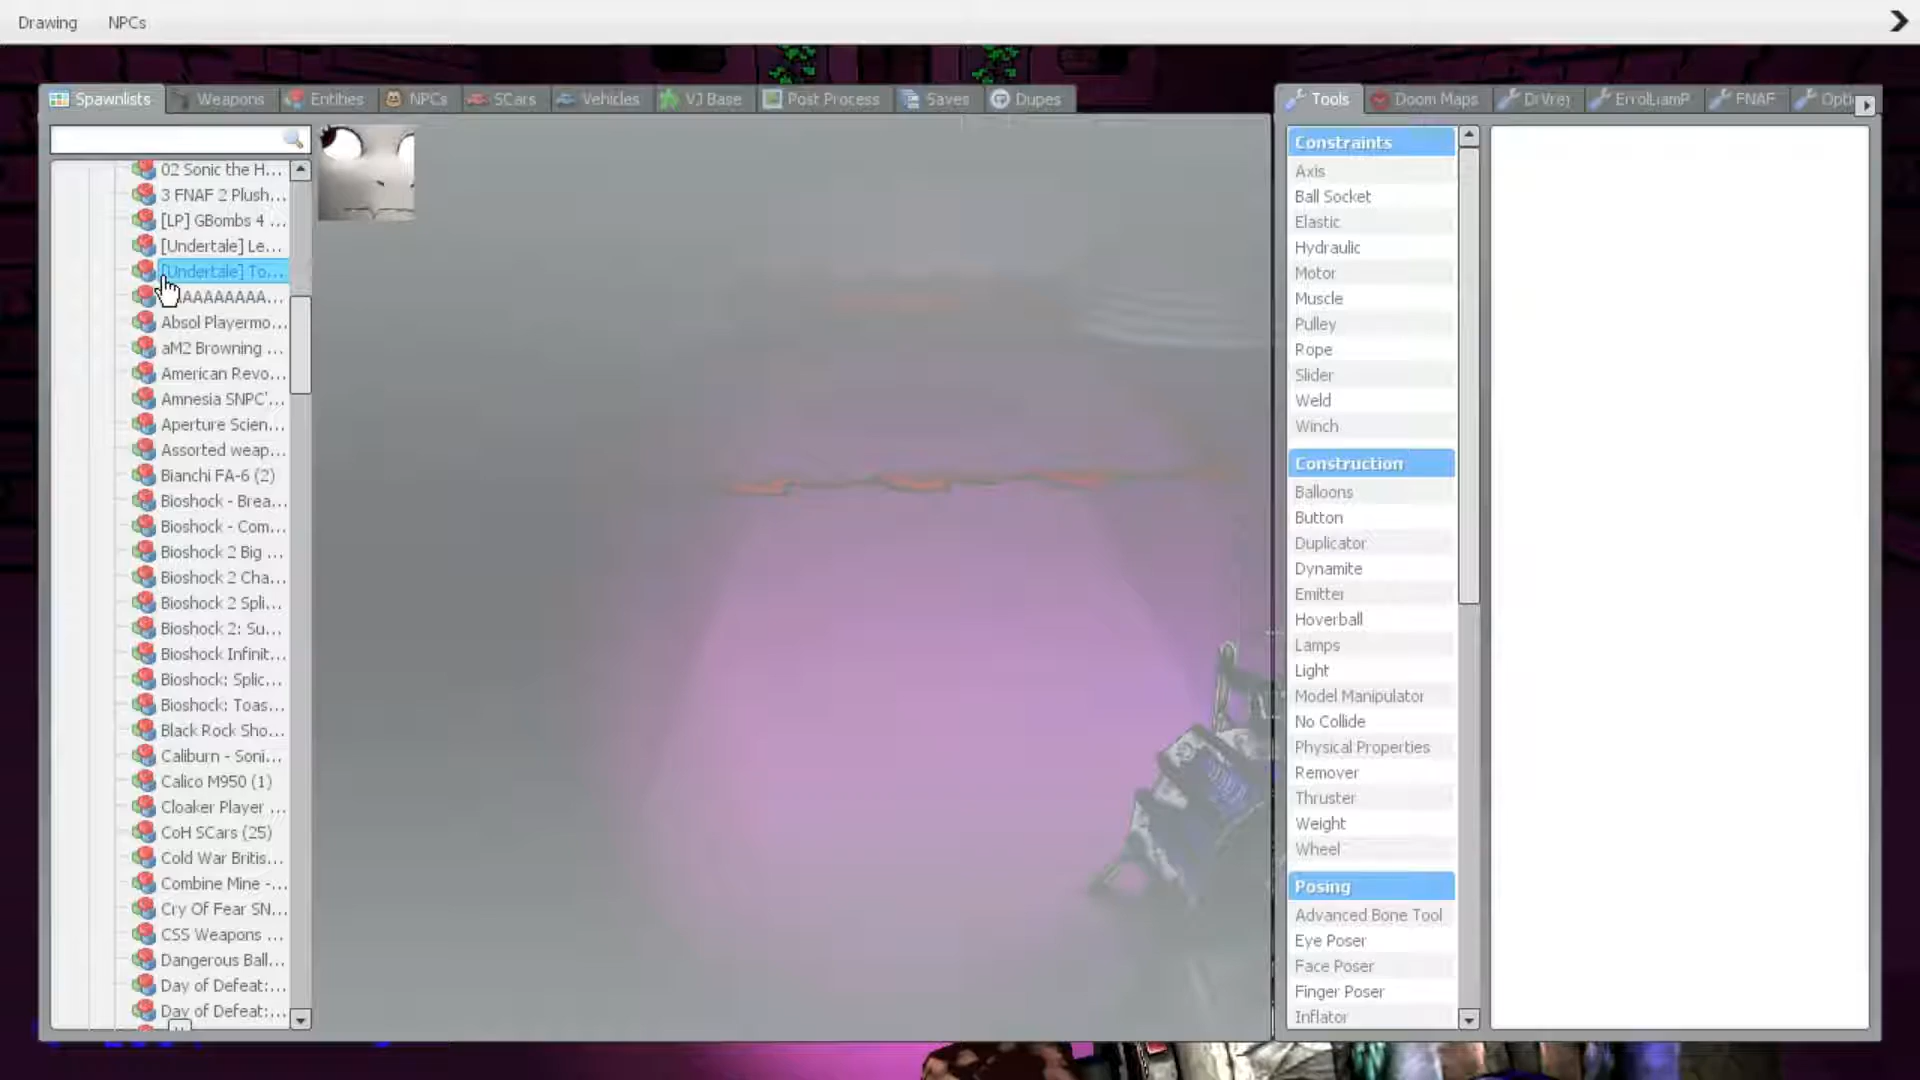 Drawing NPCs
Spawnlists Weapons Entities NPCs SCars Vehicles VJ Base Post Process Saves Dupes
Tools Doom Maps DrVrej ErrolLiamP FNAF Opti
02 Sonic the H...
3 FNAF 2 Plush...
[LP] GBombs 4 ...
[Undertale] Le...
[Undertale] To...
AAAAAAAAA...
Absol Playermo...
aM2 Browning ...
American Revo...
Amnesia SNPC'...
Aperture Scien...
Assorted weap...
Bianchi FA-6 (2)
Bioshock - Brea...
Bioshock - Com...
Bioshock 2 Big ...
Bioshock 2 Cha...
Bioshock 2 Spli...
Bioshock 2: Su...
Bioshock Infinit...
Bioshock: Splic...
Bioshock: Toas...
Black Rock Sho...
Caliburn - Soni...
Calico M950 (1)
Cloaker Player ...
CoH SCars (25)
Cold War Britis...
Combine Mine -...
Cry Of Fear SN...
CSS Weapons ...
Dangerous Ball...
Day of Defeat:...
Day of Defeat:...
Constraints
Axis
Ball Socket
Elastic
Hydraulic
Motor
Muscle
Pulley
Rope
Slider
Weld
Winch
Construction
Balloons
Button
Duplicator
Dynamite
Emitter
Hoverball
Lamps
Light
Model Manipulator
No Collide
Physical Properties
Remover
Thruster
Weight
Wheel
Posing
Advanced Bone Tool
Eye Poser
Face Poser
Finger Poser
Inflator